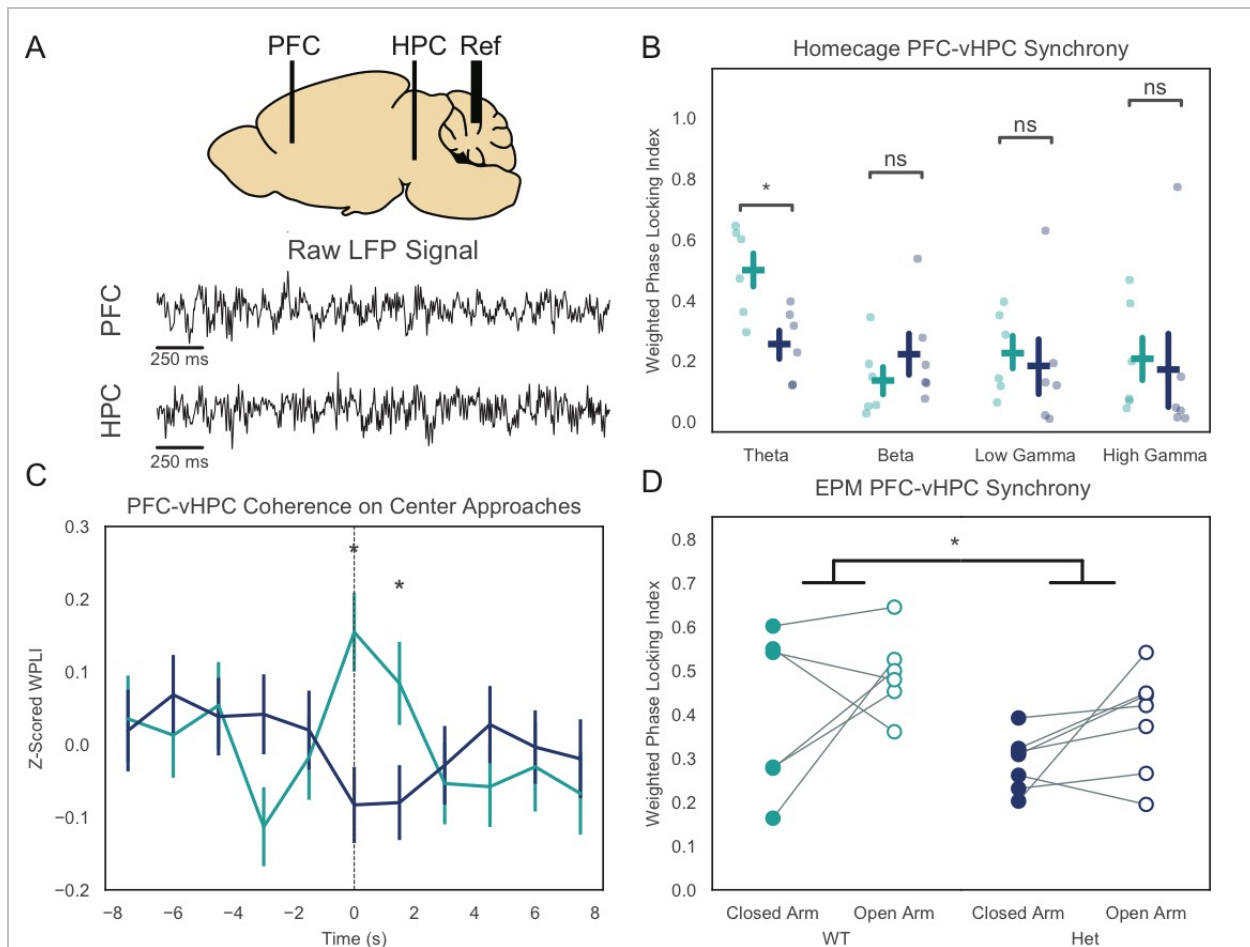 A
PFC HPC Ref
Raw LFP Signal
PFC
250 ms
HPC
250 ms
B
Homecage PFC-vHPC Synchrony
Weighted Phase Locking Index
1.0
0.8
0.6
0.4
0.2
0.0
*
ns
ns
ns
Theta Beta Low Gamma High Gamma
C
PFC-vHPC Coherence on Center Approaches
Z-Scored WPLI
0.3
0.2
0.1
0.0
−0.1
−0.2
*
*
−8 −6 −4 −2 0 2 4 6 8
Time (s)
D
EPM PFC-vHPC Synchrony
Weighted Phase Locking Index
0.8
0.7
0.6
0.5
0.4
0.3
0.2
0.1
0.0
*
Closed Arm Open Arm Closed Arm Open Arm
WT Het